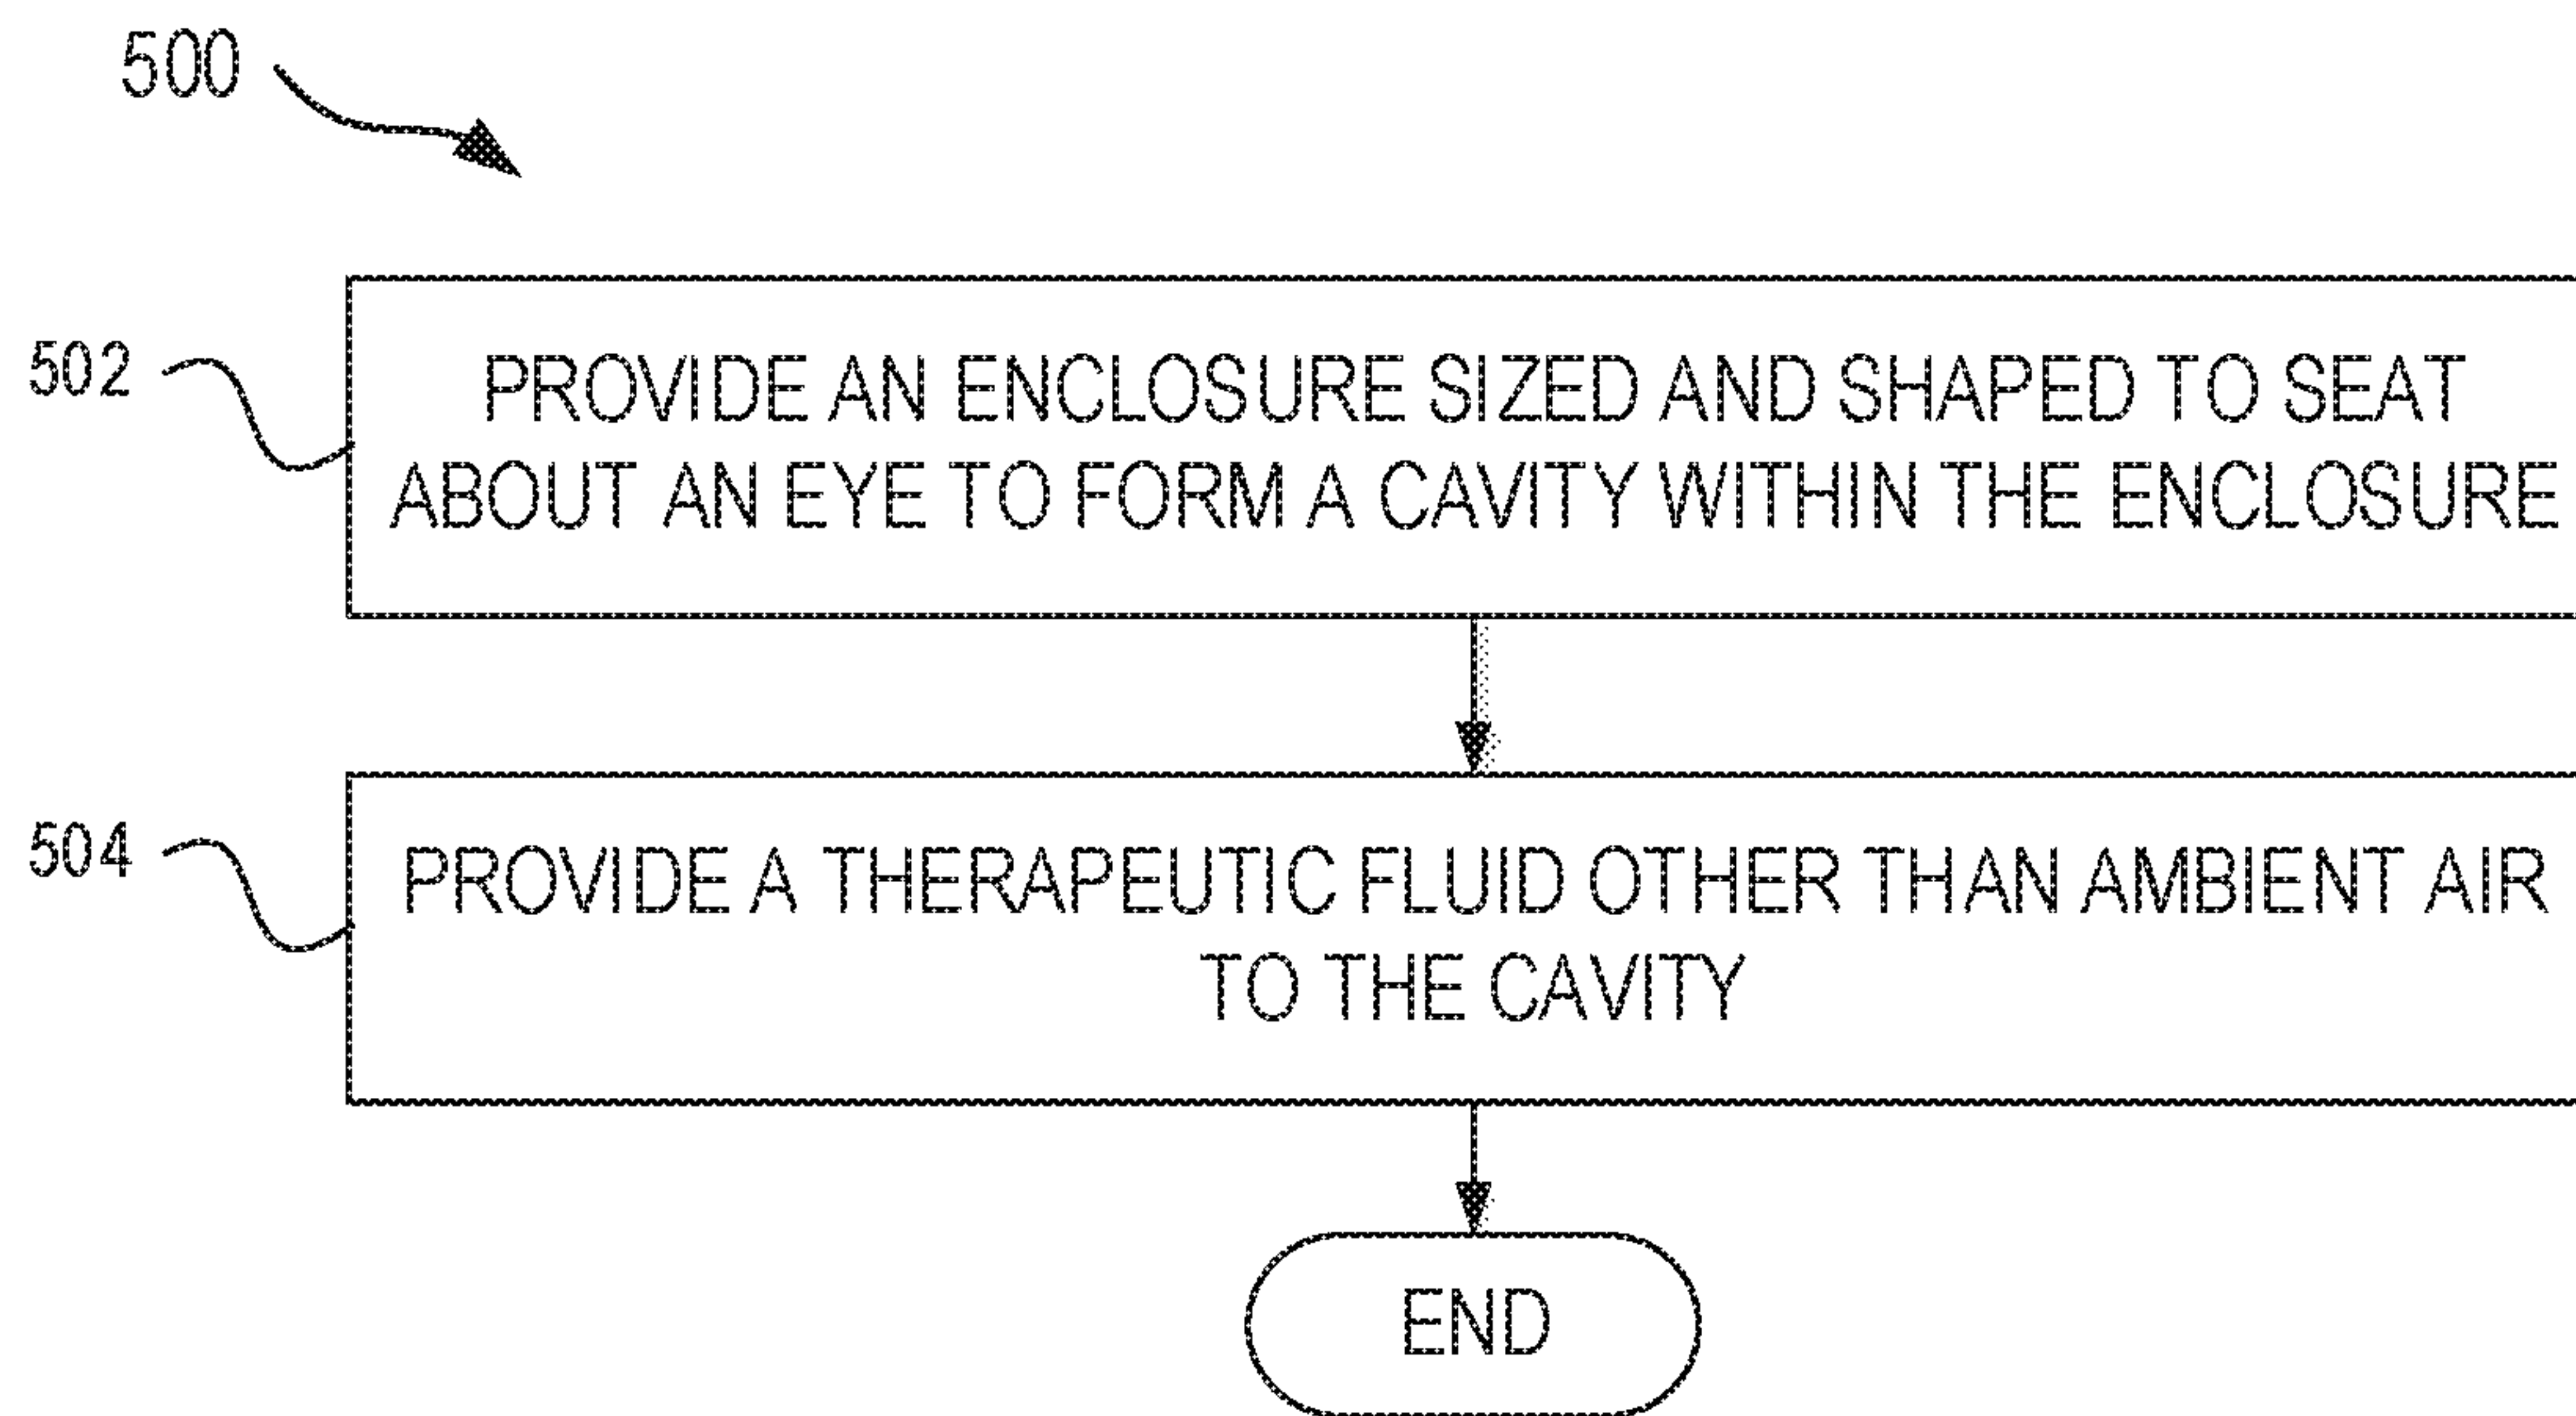 500
502
PROVIDE AN ENCLOSURE SIZED AND SHAPED TO SEAT
ABOUT AN EYE TO FORM A CAVITY WITHIN THE ENCLOSURE
504
PROVIDE A THERAPEUTIC FLUID OTHER THAN AMBIENT AIR
TO THE CAVITY
END